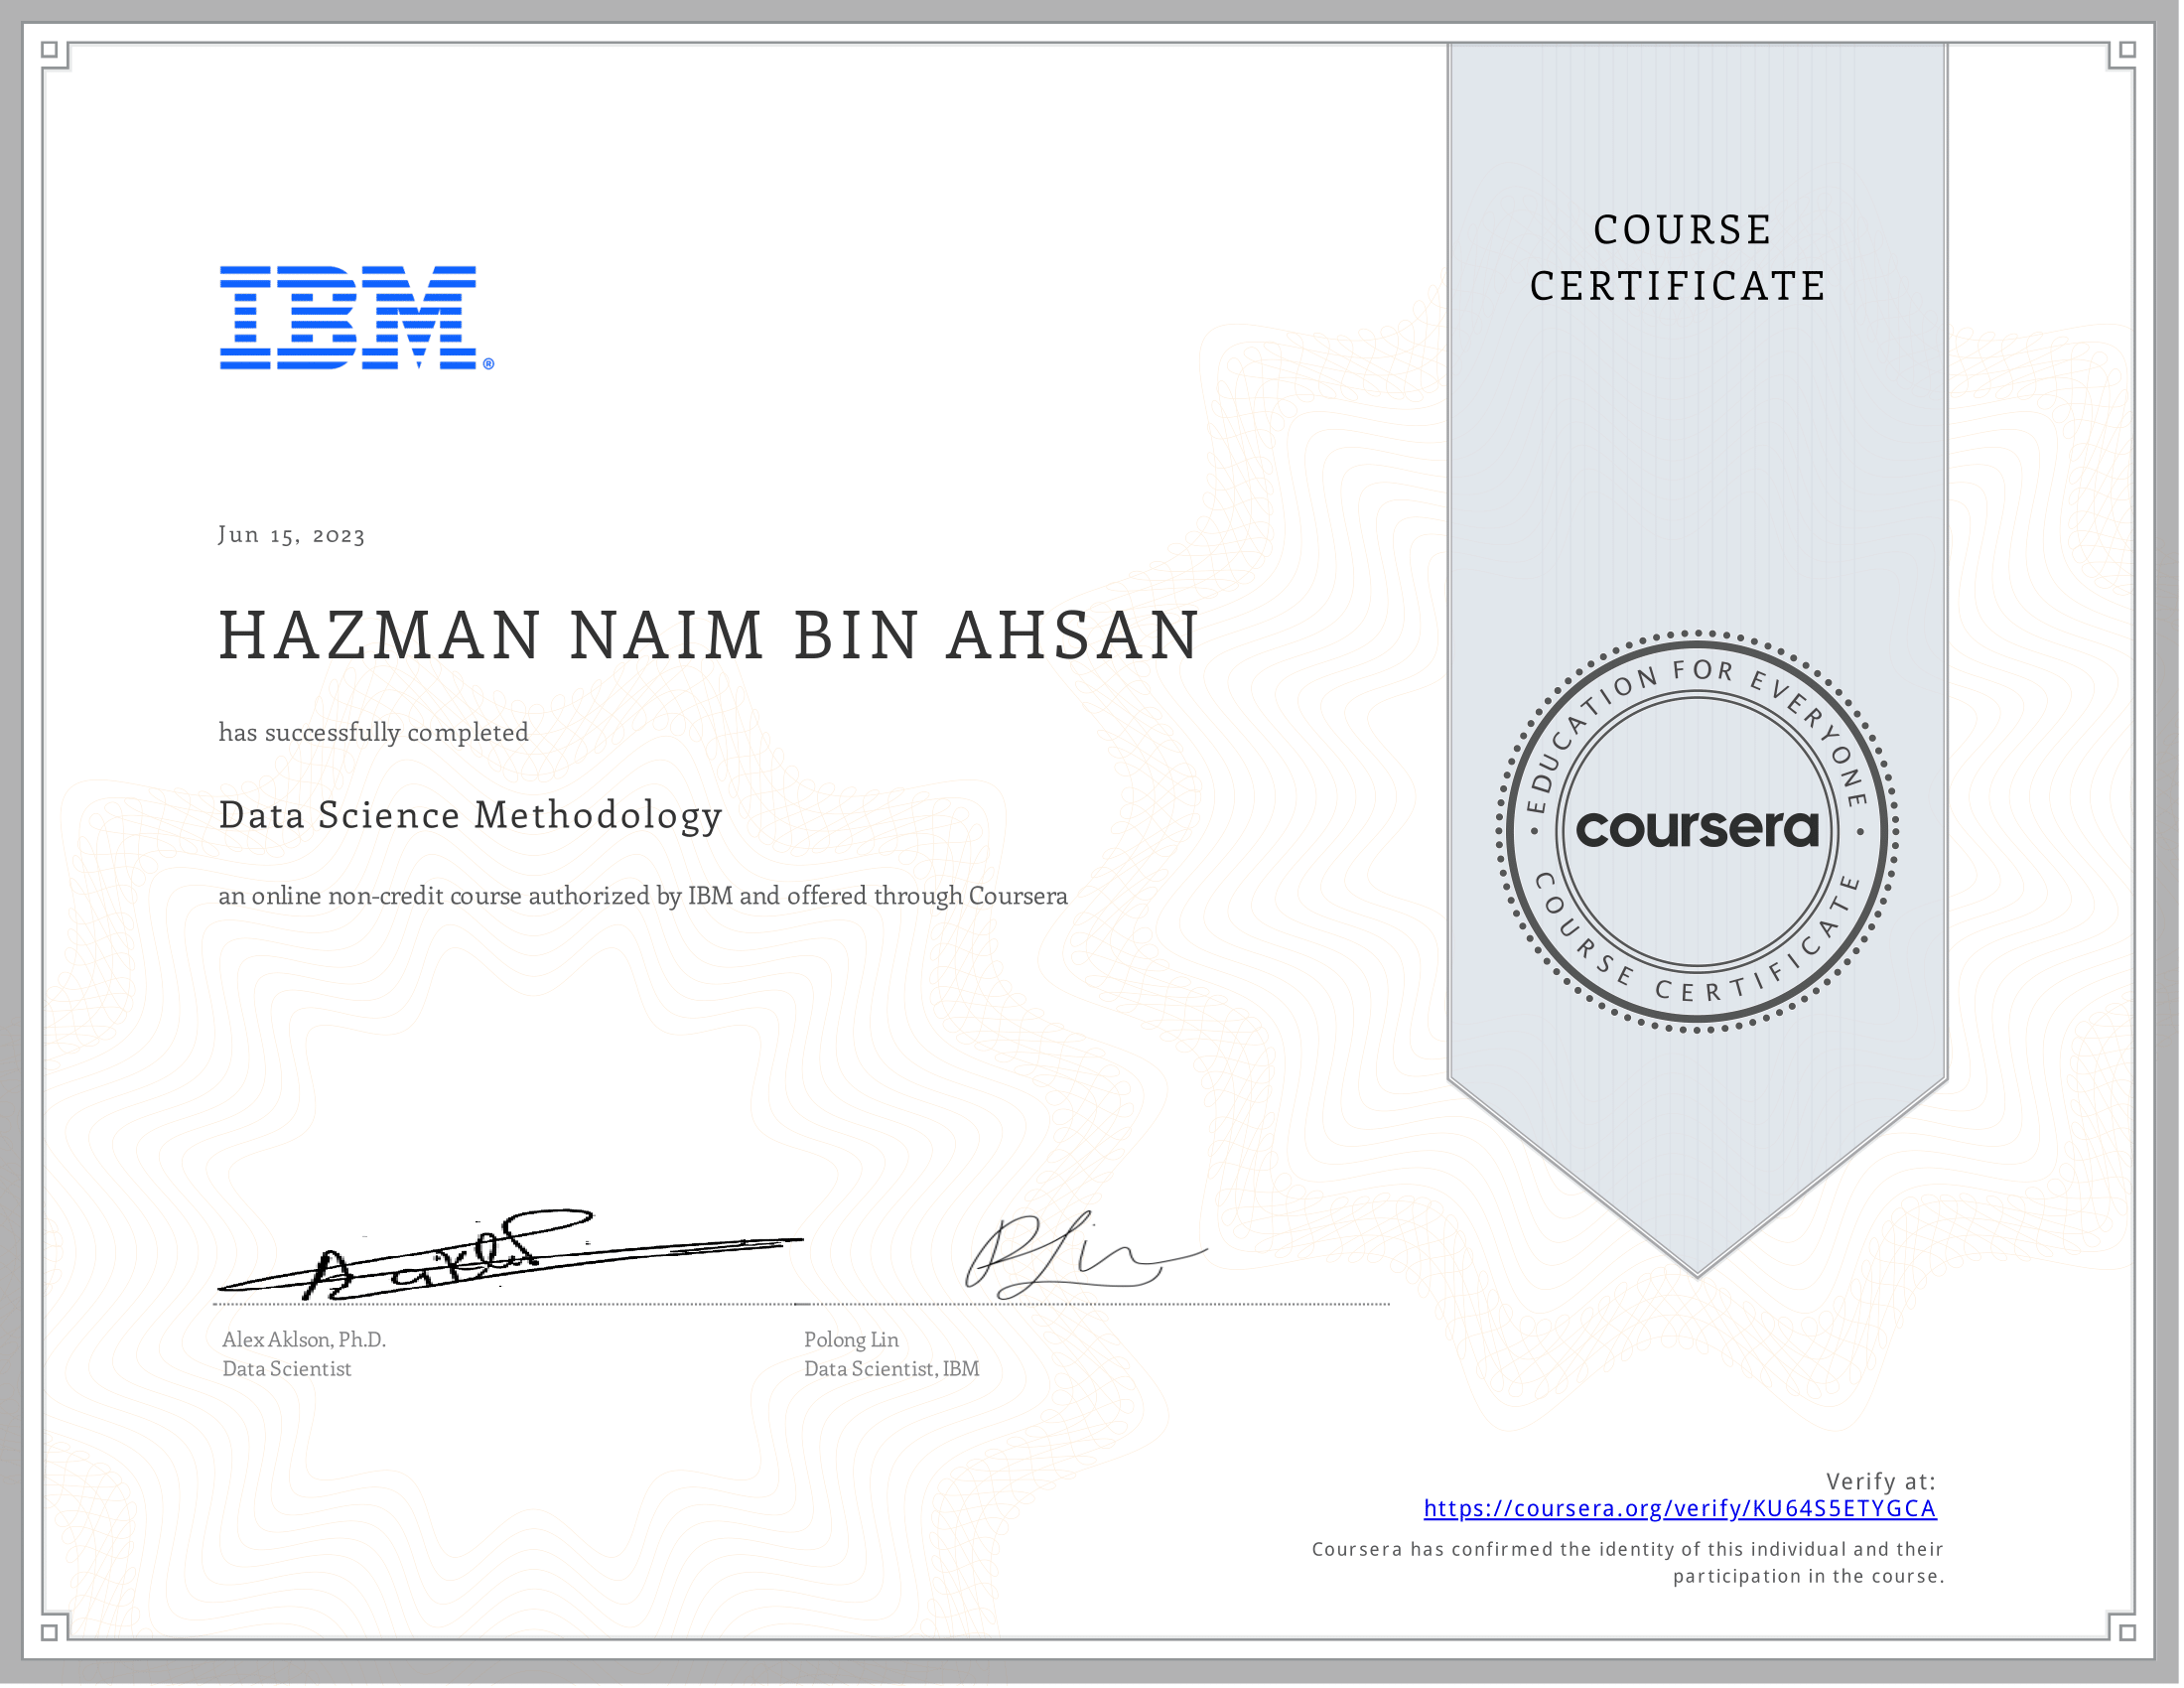 IBM®
COURSE
CERTIFICATE
Jun 15, 2023
HAZMAN NAIM BIN AHSAN
has successfully completed
Data Science Methodology
an online non-credit course authorized by IBM and offered through Coursera
EDUCATION FOR EVERYONE
coursera
COURSE CERTIFICATE
Alex Aklson, Ph.D.
Data Scientist
Polong Lin
Data Scientist, IBM
Verify at:
https://coursera.org/verify/KU64S5ETYGCA
Coursera has confirmed the identity of this individual and their
participation in the course.